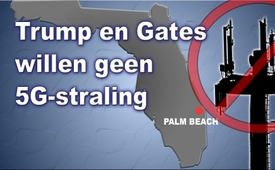 Trump en Gates
willen geen
5G-straling
PALM BEACH